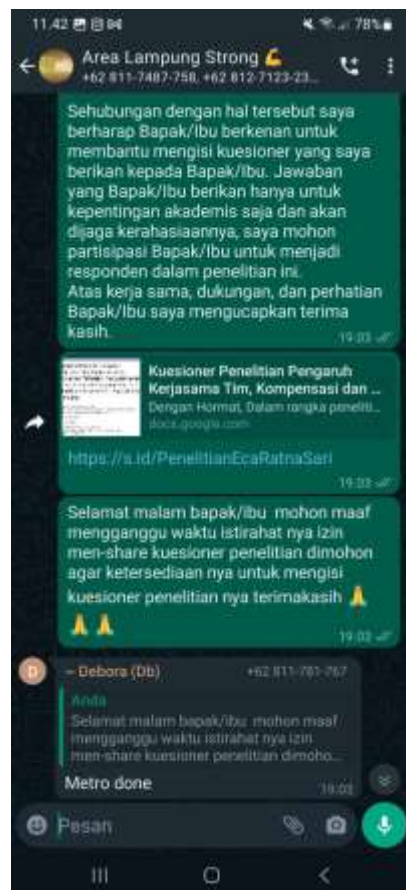 11.42
78%
Area Lampung Strong 💪
+62 811-7487-758, +62 812-7123-23...
Sehubungan dengan hal tersebut saya
berharap Bapak/Ibu berkenan untuk
membantu mengisi kuesioner yang saya
berikan kepada Bapak/Ibu. Jawaban
yang Bapak/Ibu berikan hanya untuk
kepentingan akademis saja dan akan
dijaga kerahasiaannya, saya mohon
partisipasi Bapak/Ibu untuk menjadi
responden dalam penelitian ini.
Atas kerja sama, dukungan, dan perhatian
Bapak/Ibu saya mengucapkan terima
kasih.
19.03
Kuesioner Penelitian Pengaruh
Kerjasama Tim, Kompensasi dan ...
Dengan Hormat, Dalam rangka peneliti...
docs.google.com
https://s.id/PenelitianEcaRatnaSari
19.03
Selamat malam bapak/ibu mohon maaf
mengganggu waktu istirahat nya izin
men-share kuesioner penelitian dimohon
agar ketersediaan nya untuk mengisi
kuesioner penelitian nya terimakasih 🙏
🙏🙏
19.03
D
~ Debora (Db)
+62 811-781-767
Anda
Selamat malam bapak/ibu mohon maaf
mengganggu waktu istirahat nya izin
men-share kuesioner penelitian dimoho...
Metro done
19.03
Pesan